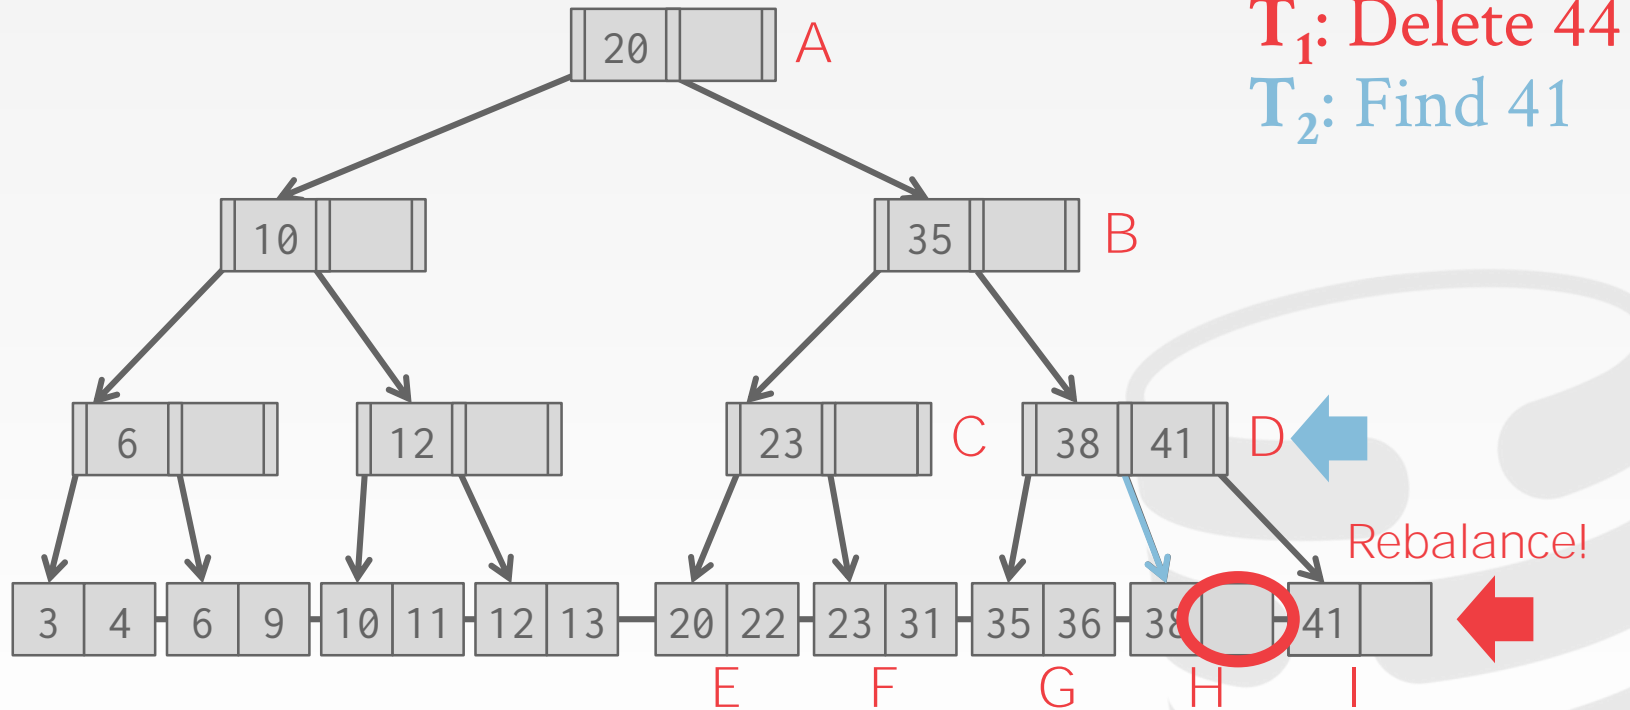 T1: Delete 44
T2: Find 41
20 A
10
35 B
6
12
23 C
38 41 D
Rebalance!
3 4 6 9 10 11 12 13 20 22 23 31 35 36 38 41
E F G H I